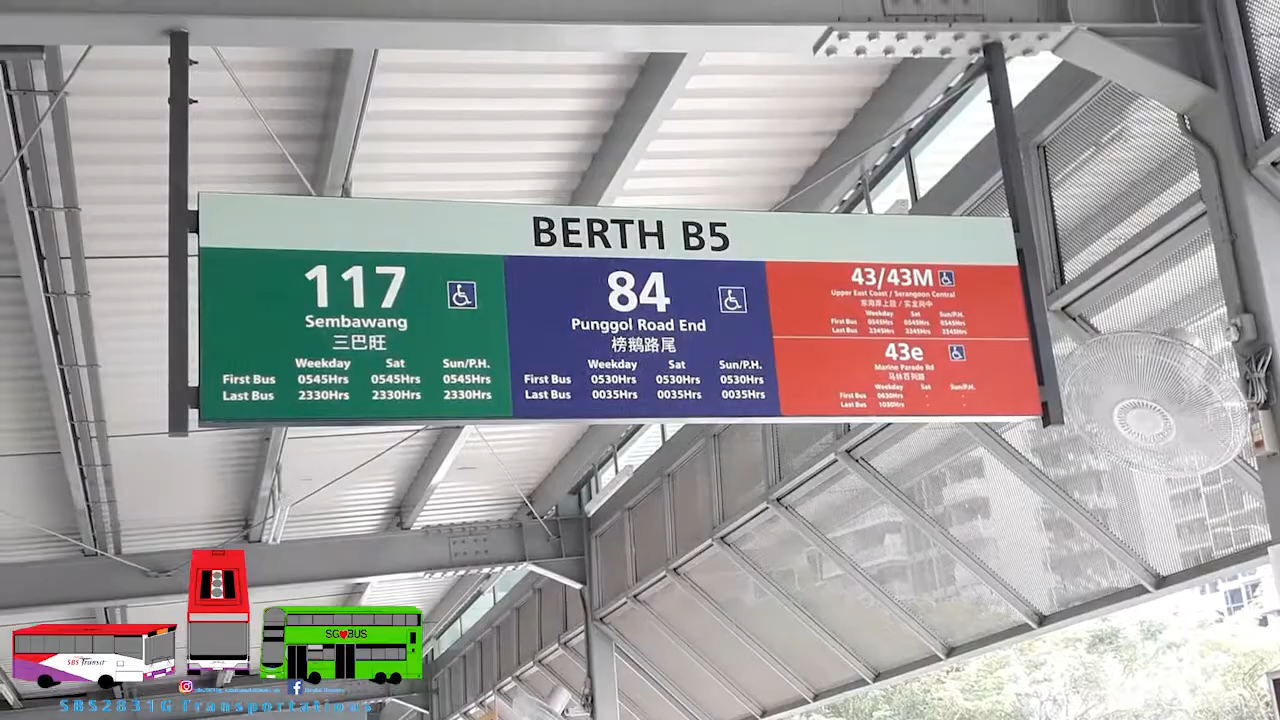 BERTH B5
117
Sembawang
三巴旺
Weekday Sat Sun/P.H.
First Bus 0545Hrs 0545Hrs 0545Hrs
Last Bus 2330Hrs 2330Hrs 2330Hrs
84
Punggol Road End
榜鹅路尾
Weekday Sat Sun/P.H.
First Bus 0530Hrs 0530Hrs 0530Hrs
Last Bus 0035Hrs 0035Hrs 0035Hrs
43/43M
Upper East Coast / Serangoon Central
东海岸上段 / 实龙岗中
Weekday Sat Sun/P.H.
First Bus 0545Hrs 0545Hrs 0545Hrs
Last Bus 2345Hrs 2345Hrs 2345Hrs
43e
Marine Parade Rd
马林百列路
Weekday Sat Sun/P.H.
First Bus 0630Hrs - -
Last Bus 1030Hrs - -
SBS Transit
SG♥BUS
SBS2831G Transportations